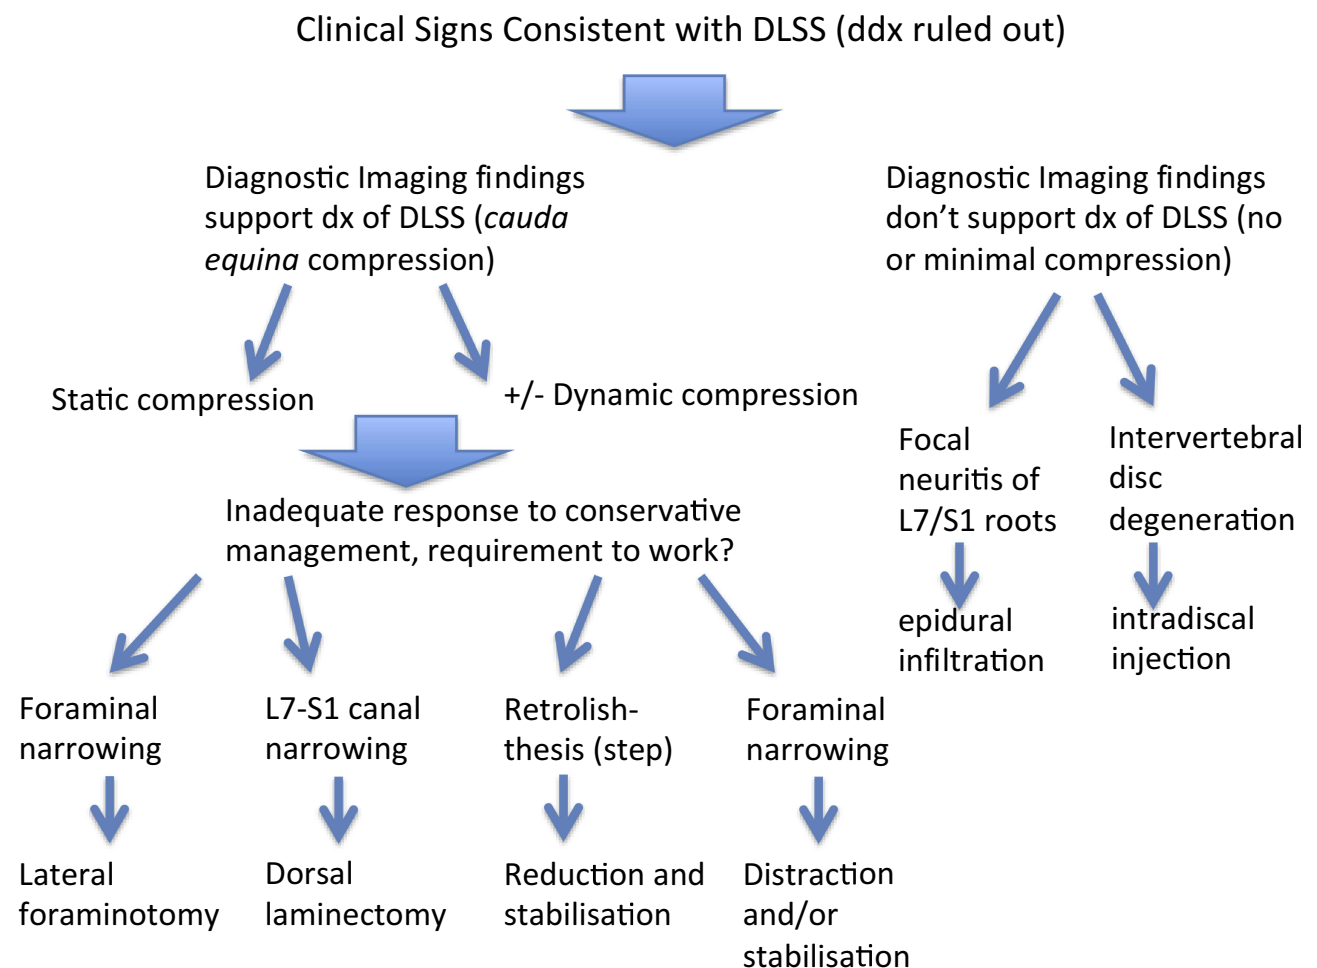 Clinical Signs Consistent with DLSS (ddx ruled out)
Diagnostic Imaging findings
support dx of DLSS (cauda
equina compression)
Diagnostic Imaging findings
don't support dx of DLSS (no
or minimal compression)
Static compression
+/- Dynamic compression
Focal
neuritis of
L7/S1 roots
Intervertebral
disc
degeneration
Inadequate response to conservative
management, requirement to work?
epidural
infiltration
intradiscal
injection
Foraminal
narrowing
L7-S1 canal
narrowing
Retrolish-
thesis (step)
Foraminal
narrowing
Lateral
foraminotomy
Dorsal
laminectomy
Reduction and
stabilisation
Distraction
and/or
stabilisation